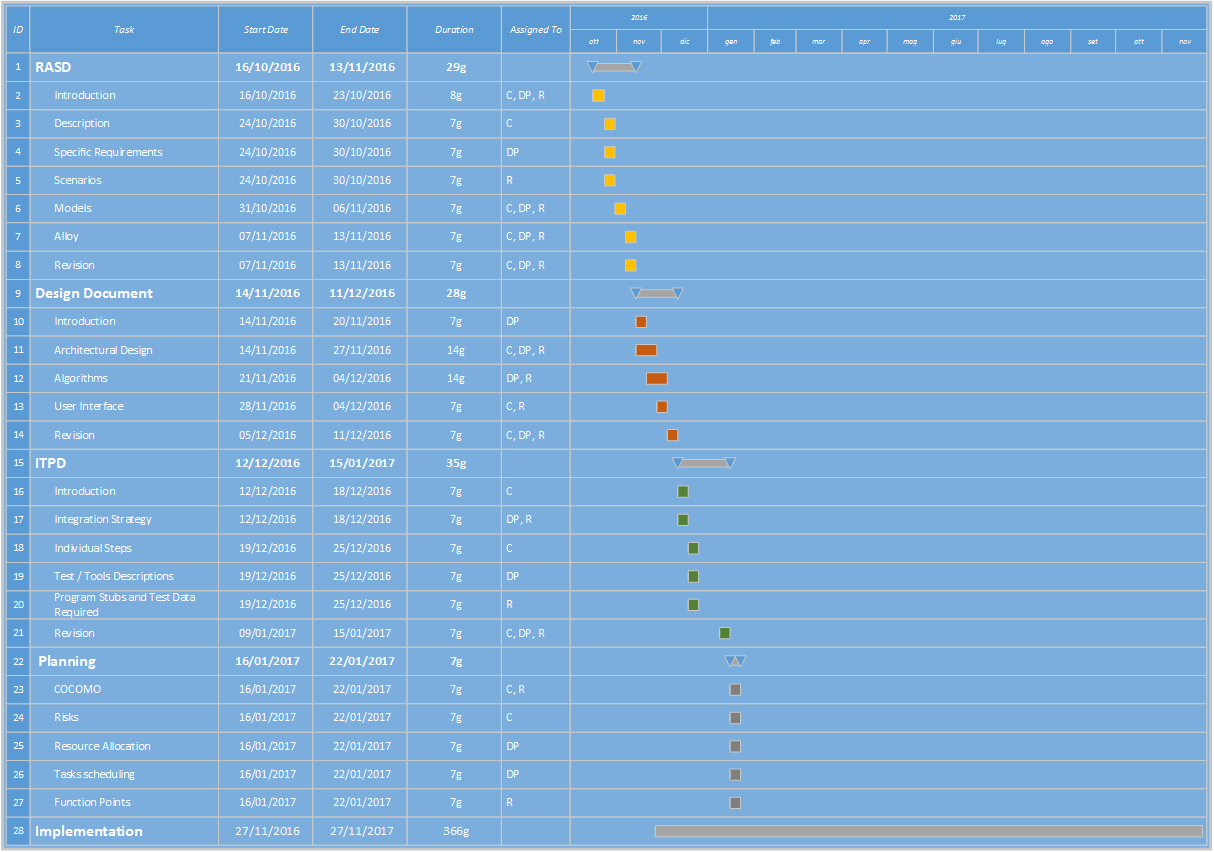 ID Task Start Date End Date Duration Assigned To 2016 2017
ott nov dic gen feb mar apr mag giu lug ago set ott nov
1 RASD 16/10/2016 13/11/2016 29g
2 Introduction 16/10/2016 23/10/2016 8g C, DP, R
3 Description 24/10/2016 30/10/2016 7g C
4 Specific Requirements 24/10/2016 30/10/2016 7g DP
5 Scenarios 24/10/2016 30/10/2016 7g R
6 Models 31/10/2016 06/11/2016 7g C, DP, R
7 Alloy 07/11/2016 13/11/2016 7g C, DP, R
8 Revision 07/11/2016 13/11/2016 7g C, DP, R
9 Design Document 14/11/2016 11/12/2016 28g
10 Introduction 14/11/2016 20/11/2016 7g DP
11 Architectural Design 14/11/2016 27/11/2016 14g C, DP, R
12 Algorithms 21/11/2016 04/12/2016 14g DP, R
13 User Interface 28/11/2016 04/12/2016 7g C, R
14 Revision 05/12/2016 11/12/2016 7g C, DP, R
15 ITPD 12/12/2016 15/01/2017 35g
16 Introduction 12/12/2016 18/12/2016 7g C
17 Integration Strategy 12/12/2016 18/12/2016 7g DP, R
18 Individual Steps 19/12/2016 25/12/2016 7g C
19 Test / Tools Descriptions 19/12/2016 25/12/2016 7g DP
20 Program Stubs and Test Data
Required 19/12/2016 25/12/2016 7g R
21 Revision 09/01/2017 15/01/2017 7g C, DP, R
22 Planning 16/01/2017 22/01/2017 7g
23 COCOMO 16/01/2017 22/01/2017 7g C, R
24 Risks 16/01/2017 22/01/2017 7g C
25 Resource Allocation 16/01/2017 22/01/2017 7g DP
26 Tasks scheduling 16/01/2017 22/01/2017 7g DP
27 Function Points 16/01/2017 22/01/2017 7g R
28 Implementation 27/11/2016 27/11/2017 366g